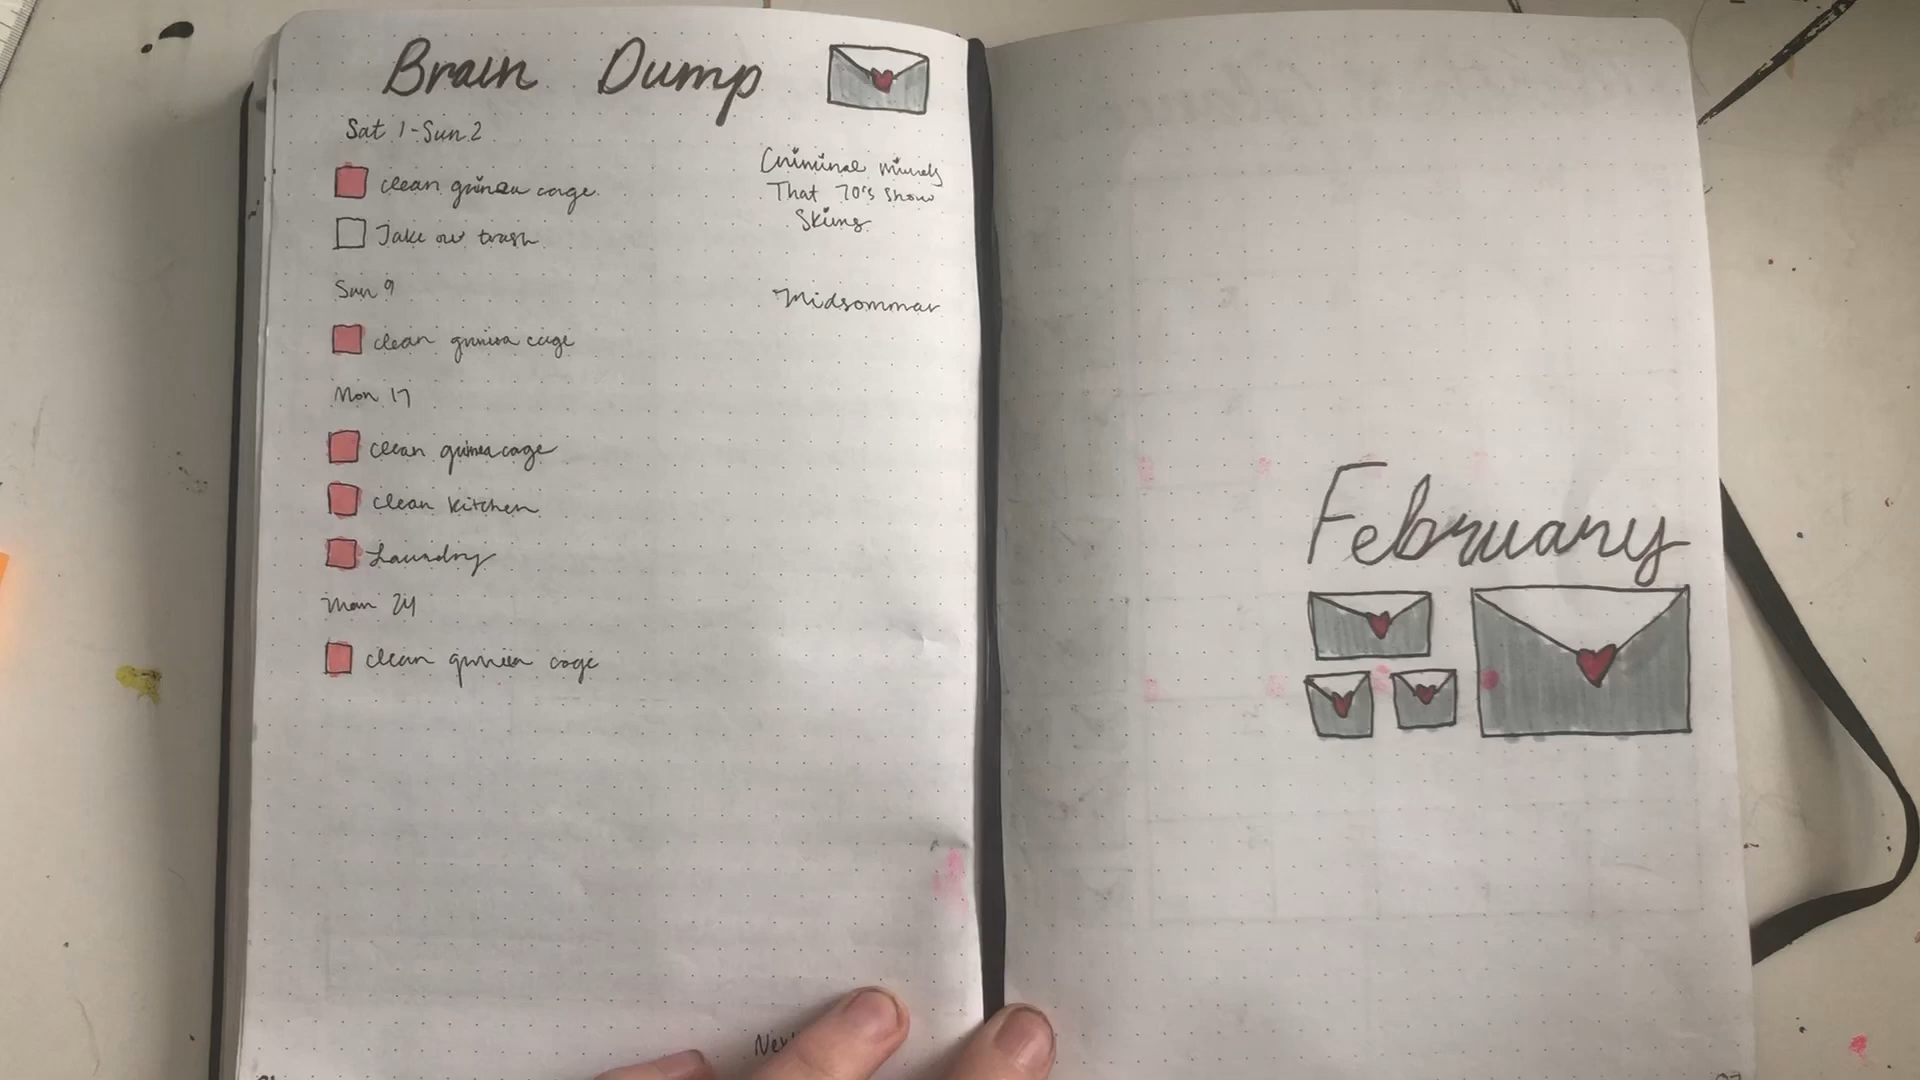 Brain Dump
Sat 1-Sun 2
clean guinea cage
Take out trash
Criminal minds
That 70's show
Skims
Sun 9
Midsommar
clean guinea cage
Mon 17
clean guinea cage
clean kitchen
Laundry
Mon 24
clean guinea cage
February